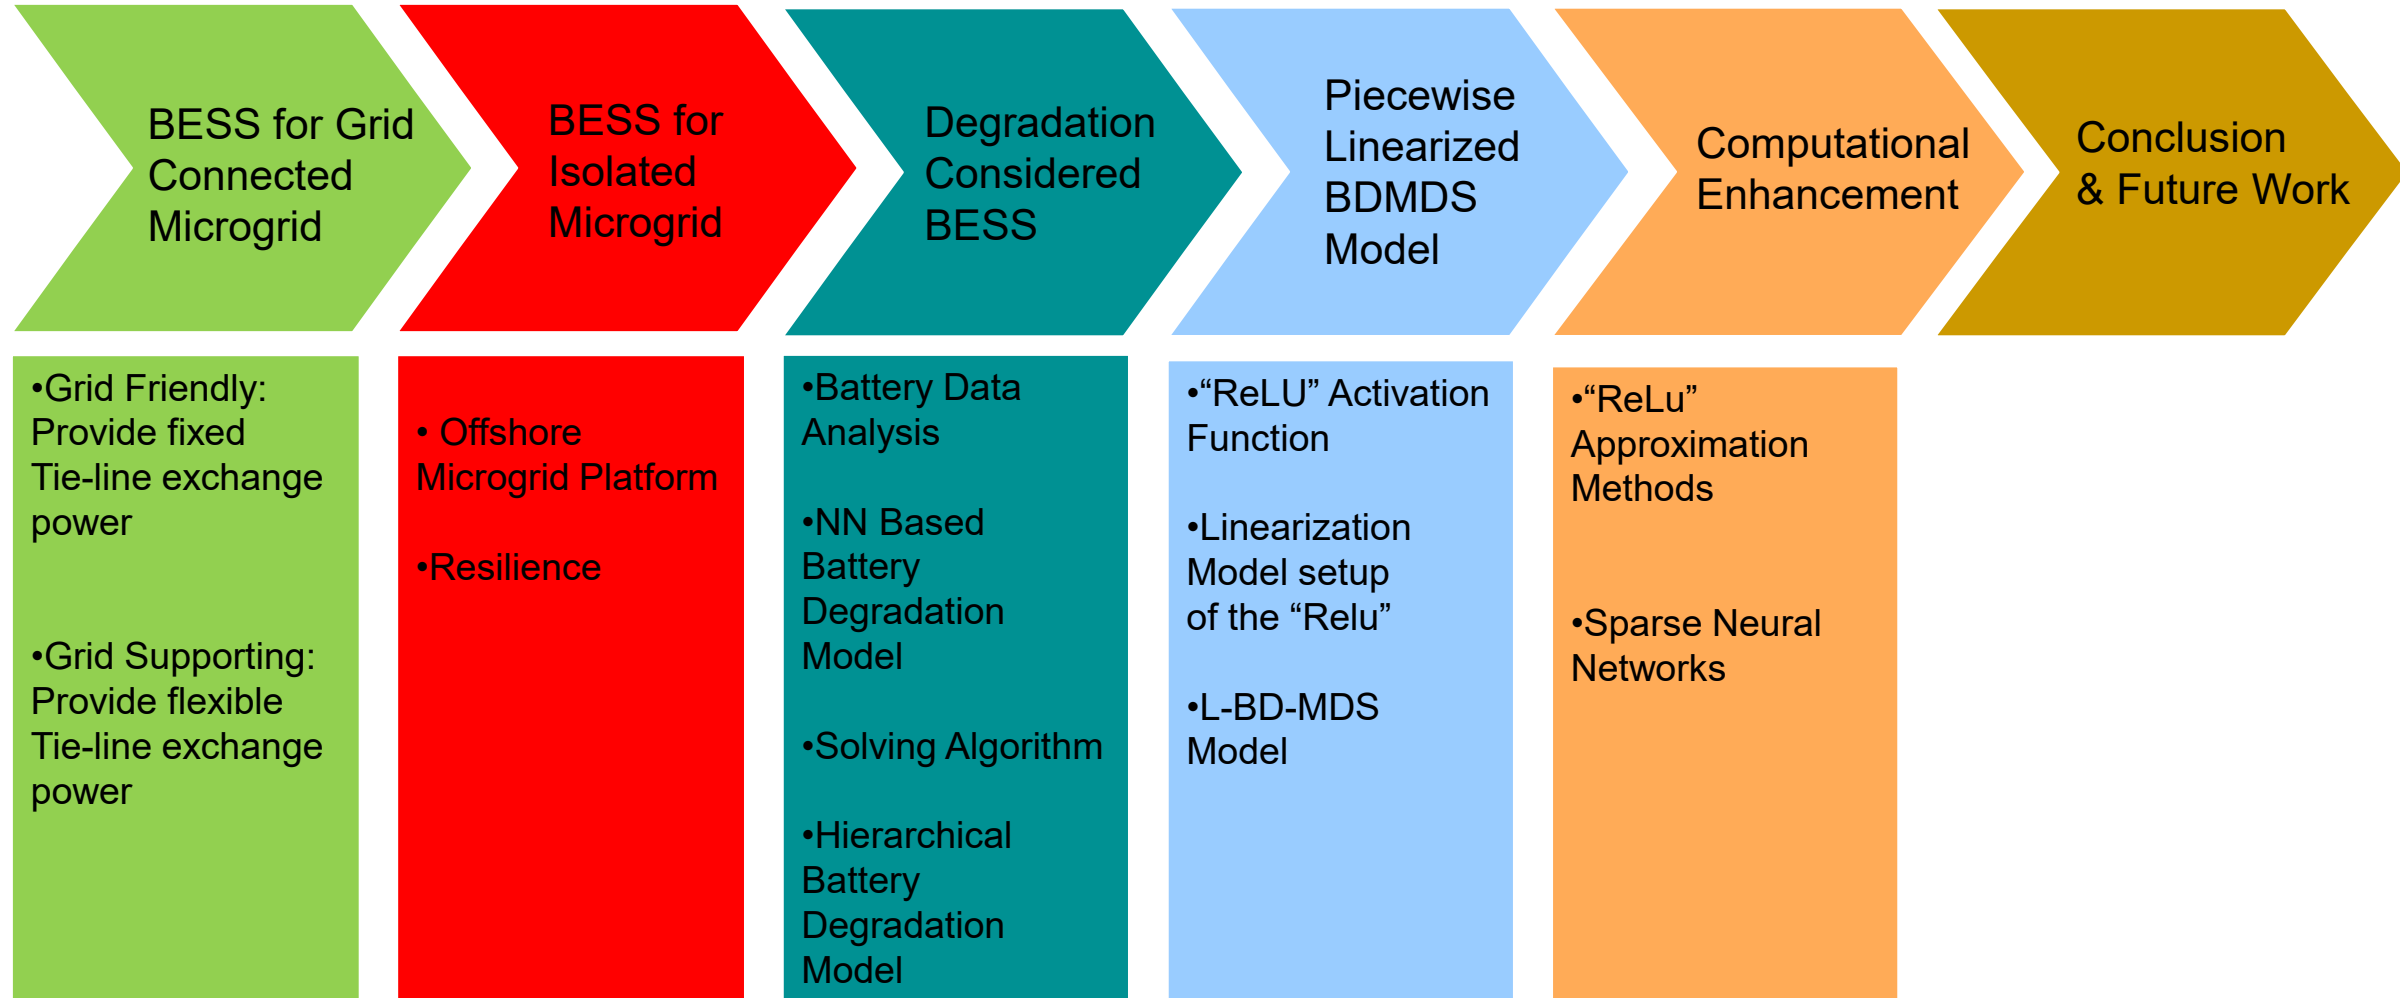 BESS for Grid
Connected
Microgrid
BESS for
Isolated
Microgrid
Degradation
Considered
BESS
Piecewise
Linearized
BDMDS
Model
Computational
Enhancement
Conclusion
& Future Work
•Grid Friendly:
Provide fixed
Tie-line exchange
power
•Grid Supporting:
Provide flexible
Tie-line exchange
power
• Offshore
Microgrid Platform
•Resilience
•Battery Data
Analysis
•NN Based
Battery
Degradation
Model
•Solving Algorithm
•Hierarchical
Battery
Degradation
Model
•“ReLU” Activation
Function
•Linearization
Model setup
of the “Relu”
•L-BD-MDS
Model
•“ReLu”
Approximation
Methods
•Sparse Neural
Networks